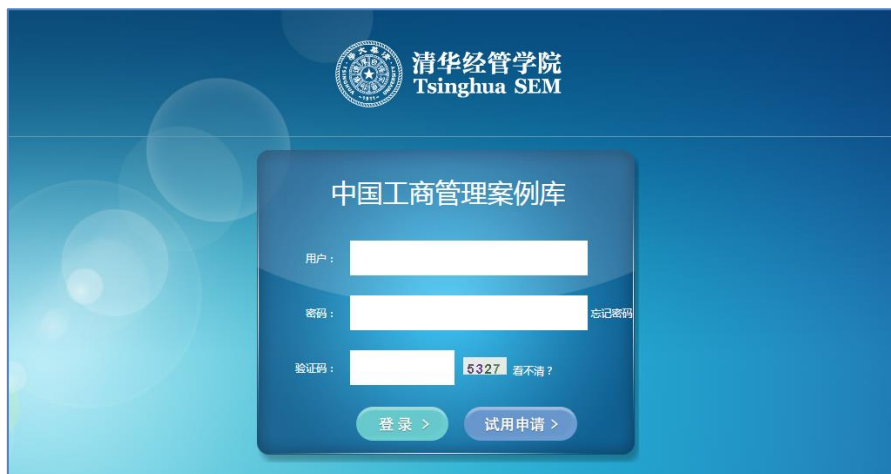 清华经管学院
Tsinghua SEM
中国工商管理案例库
用户：
密码：
忘记密码
验证码：
5327
看不清？
登录 >
试用申请 >